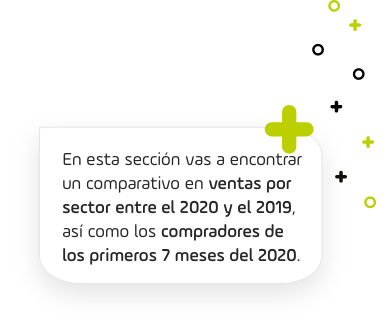 En esta sección vas a encontrar
un comparativo en ventas por
sector entre el 2020 y el 2019,
así como los compradores de
los primeros 7 meses del 2020.